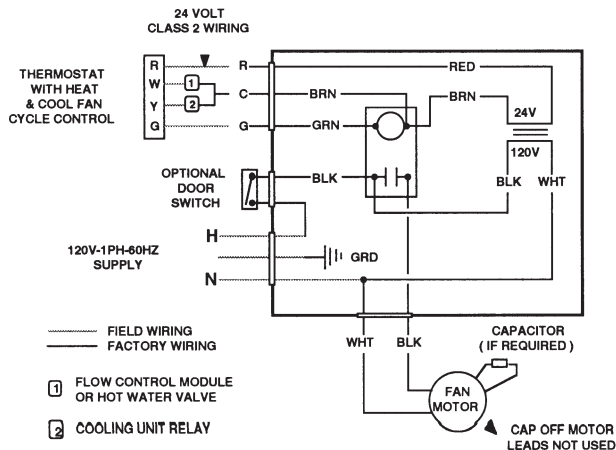 24 VOLT
CLASS 2 WIRING
THERMOSTAT
WITH HEAT
& COOL FAN
CYCLE CONTROL
R
W 1
Y 2
G
R
C
G
RED
BRN
BRN
GRN
24V
120V
OPTIONAL
DOOR
SWITCH
BLK
BLK
WHT
H
120V-1PH-60HZ
SUPPLY
GRD
N
FIELD WIRING
FACTORY WIRING
WHT
BLK
CAPACITOR
( IF REQUIRED )
1 FLOW CONTROL MODULE
OR HOT WATER VALVE
FAN
MOTOR
2 COOLING UNIT RELAY
CAP OFF MOTOR
LEADS NOT USED